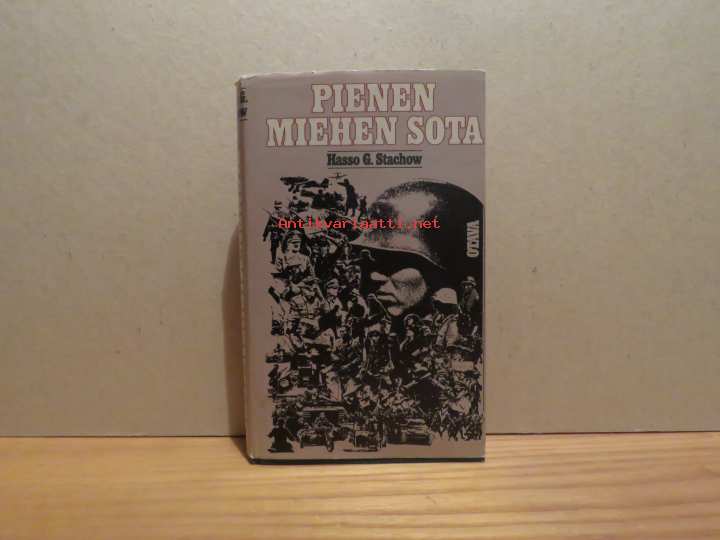 PIENEN
MIEHEN SOTA
Hasso G. Stachow
Antikvariaatti.net
OTAVA
G.
W